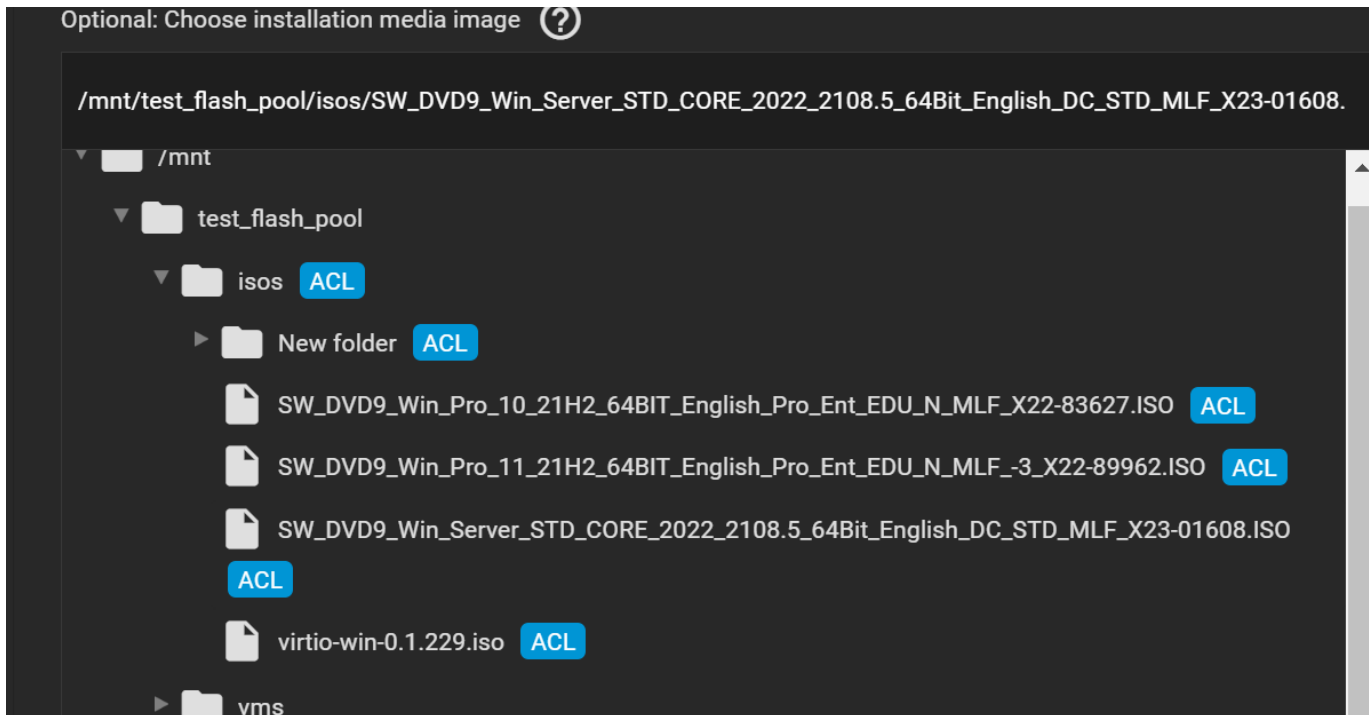 Optional: Choose installation media image ?
/mnt/test_flash_pool/isos/SW_DVD9_Win_Server_STD_CORE_2022_2108.5_64Bit_English_DC_STD_MLF_X23-01608.
/mnt
test_flash_pool
isos ACL
New folder ACL
SW_DVD9_Win_Pro_10_21H2_64BIT_English_Pro_Ent_EDU_N_MLF_X22-83627.ISO ACL
SW_DVD9_Win_Pro_11_21H2_64BIT_English_Pro_Ent_EDU_N_MLF_-3_X22-89962.ISO ACL
SW_DVD9_Win_Server_STD_CORE_2022_2108.5_64Bit_English_DC_STD_MLF_X23-01608.ISO
ACL
virtio-win-0.1.229.iso ACL
vms